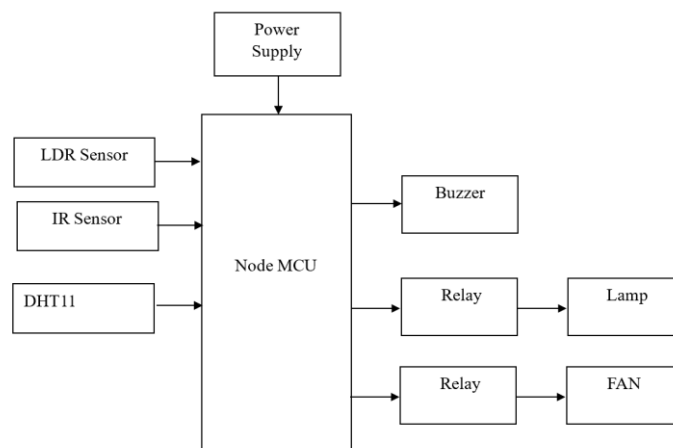 Power
Supply
LDR Sensor
IR Sensor
DHT11
Node MCU
Buzzer
Relay
Lamp
Relay
FAN